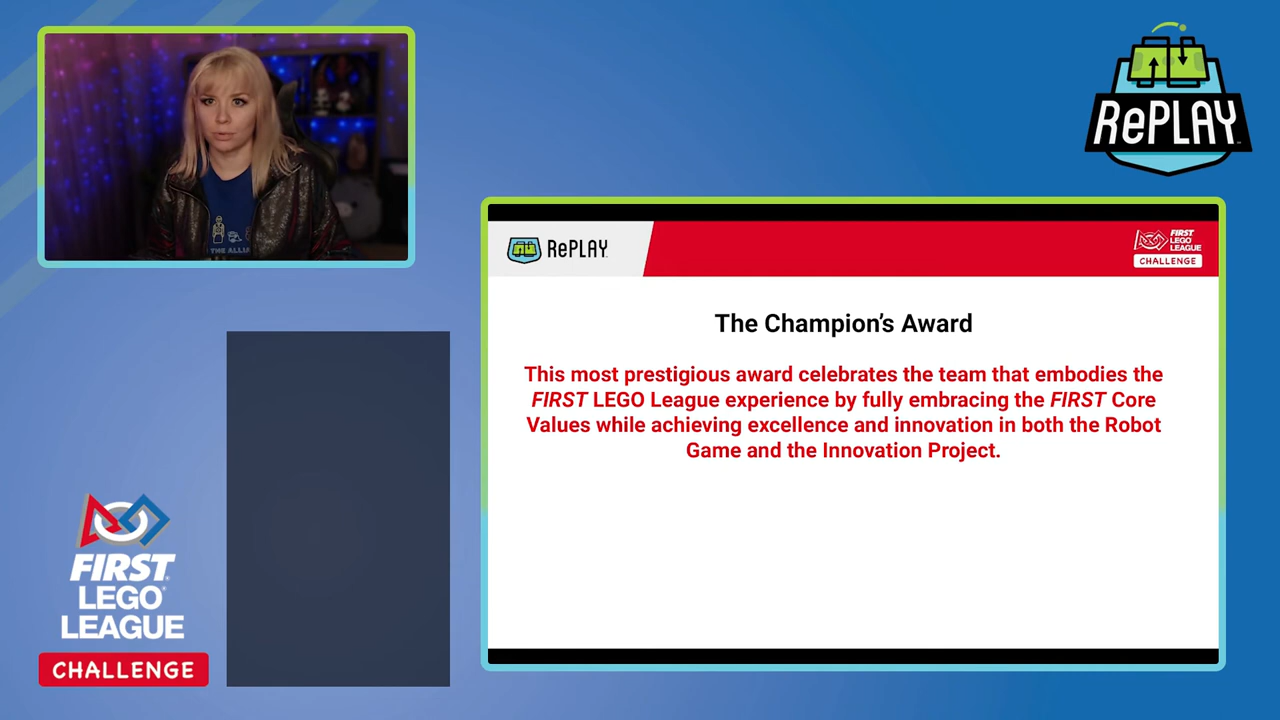 RePLAY
THE ALLIA
RePLAY
FIRST
LEGO
LEAGUE
CHALLENGE
The Champion's Award
This most prestigious award celebrates the team that embodies the
FIRST LEGO League experience by fully embracing the FIRST Core
Values while achieving excellence and innovation in both the Robot
Game and the Innovation Project.
FIRST
LEGO
LEAGUE
CHALLENGE